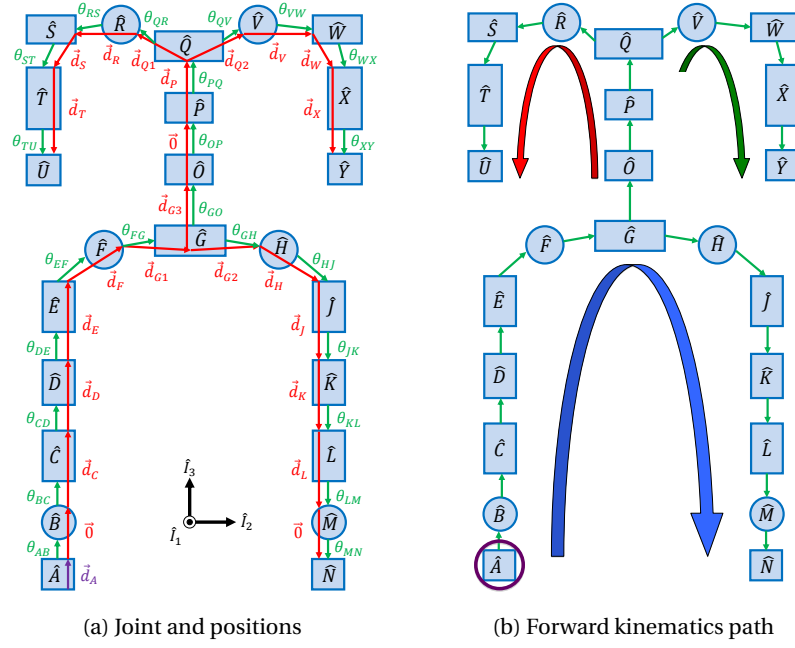 θ_RS R̂ θ_QR θ_QV V̂ θ_VW
Ŝ Q̂ Ŵ
θ_ST d⃗_S d⃗_R d⃗_Q1 d⃗_P d⃗_Q2 d⃗_V d⃗_W θ_WX
T̂ θ_PQ X̂
d⃗_T P̂ d⃗_X
θ_TU 0⃗ θ_OP θ_XY
Û Ô Ŷ
d⃗_G3 θ_GO
θ_FG Ĝ θ_GH
θ_EF F̂ Ĥ θ_HJ
d⃗_F d⃗_G1 d⃗_G2 d⃗_H
Ê Ĵ
d⃗_E d⃗_J
θ_DE θ_JK
D̂ d⃗_D d⃗_K K̂
θ_CD θ_KL
Ĉ d⃗_C d⃗_L L̂
Î_3
θ_BC θ_LM
B̂ 0⃗ Î_1 Î_2 0⃗ M̂
θ_AB θ_MN
Â d⃗_A N̂
(a) Joint and positions
R̂ V̂
Ŝ Q̂ Ŵ
T̂ P̂ X̂
Û Ô Ŷ
F̂ Ĝ Ĥ
Ê Ĵ
D̂ K̂
Ĉ L̂
B̂ M̂
Â N̂
(b) Forward kinematics path